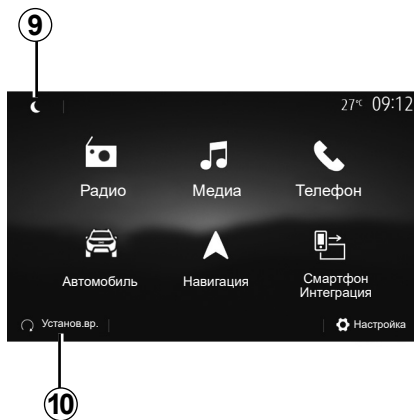 9
27°C 09:12
Радио Медиа Телефон
Автомобиль Навигация Смартфон
Интеграция
Установ.вр. Настройка
10